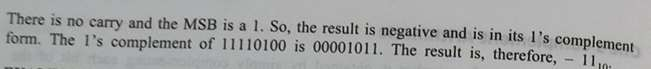 There is no carry and the MSB is a 1. So, the result is negative and is in its 1's complement
form. The 1's complement of 11110100 is 00001011. The result is, therefore, – 11₁₀.